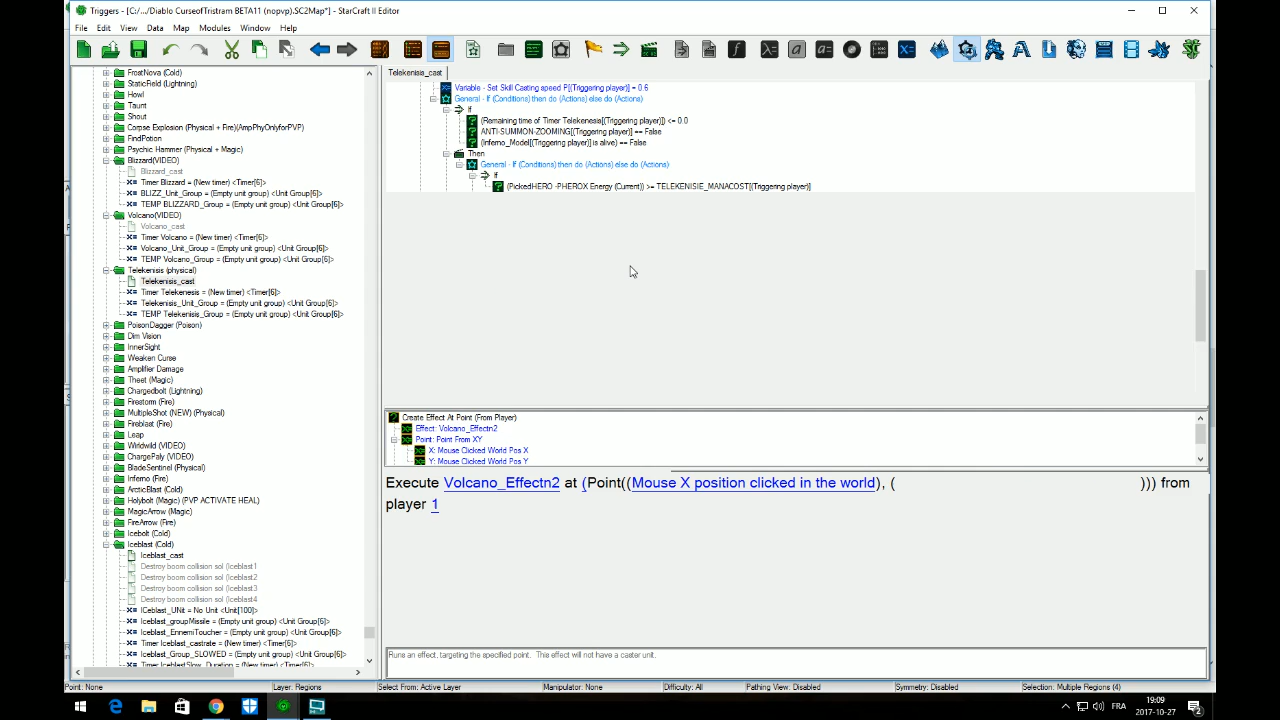 Triggers - [C:/.../Diablo CurseofTristram BETA11 (nopvp).SC2Map*] - StarCraft II Editor
File Edit View Data Map Modules Window Help
FrostNova (Cold)
StaticField (Lightning)
Howl
Taunt
Shout
Corpse Explosion (Physical + Fire)(AmpPhyOnlyforPVP)
FindPotion
Psychic Hammer (Physical + Magic)
Blizzard(VIDEO)
Blizzard_cast
Timer Blizzard = (New timer) <Timer[6]>
BLIZZ_Unit_Group = (Empty unit group) <Unit Group[6]>
TEMP BLIZZARD_Group = (Empty unit group) <Unit Group[6]>
Volcano(VIDEO)
Volcano_cast
Timer Volcano = (New timer) <Timer[6]>
Volcano_Unit_Group = (Empty unit group) <Unit Group[6]>
TEMP Volcano_Group = (Empty unit group) <Unit Group[6]>
Telekenisis (physical)
Telekenisis_cast
Timer Telekenesis = (New timer) <Timer[6]>
Telekenisis_Unit_Group = (Empty unit group) <Unit Group[6]>
TEMP Telekenisis_Group = (Empty unit group) <Unit Group[6]>
PoisonDagger (Poison)
Dim Vision
InnerSight
Weaken Curse
Amplifier Damage
Theet (Magic)
Chargedbolt (Lightning)
Firestorm (Fire)
MultipleShot (NEW) (Physical)
Fireblast (Fire)
Leap
Wirldwild (VIDEO)
ChargePaly (VIDEO)
BladeSentinel (Physical)
Inferno (Fire)
ArcticBlast (Cold)
Holybolt (Magic) (PVP ACTIVATE HEAL)
MagicArrow (Magic)
FireArrow (Fire)
Icebolt (Cold)
Iceblast (Cold)
Iceblast_cast
Destroy boom collision sol (Iceblast1
Destroy boom collision sol (Iceblast2
Destroy boom collision sol (Iceblast3
Destroy boom collision sol (Iceblast4
ICeblast_UNit = No Unit <Unit[100]>
Iceblast_groupMissile = (Empty unit group) <Unit Group[6]>
Iceblast_EnnemiToucher = (Empty unit group) <Unit Group[6]>
Timer Iceblast_castrate = (New timer) <Timer[6]>
Iceblast_Group_SLOWED = (Empty unit group) <Unit Group[6]>
Timer IceblastSlow_Duration = (New timer) <Timer[6]>
Telekenisis_cast
Variable - Set Skill Casting speed P[(Triggering player)] = 0.6
General - If (Conditions) then do (Actions) else do (Actions)
If
(Remaining time of Timer Telekenesis[(Triggering player)]) <= 0.0
ANTI-SUMMON-ZOOMING[(Triggering player)] == False
(Inferno_Model[(Triggering player)] is alive) == False
Then
General - If (Conditions) then do (Actions) else do (Actions)
If
(PickedHERO -PHEROX Energy (Current)) >= TELEKENISIE_MANACOST[(Triggering player)]
Create Effect At Point (From Player)
Effect: Volcano_Effectn2
Point: Point From XY
X: Mouse Clicked World Pos X
Y: Mouse Clicked World Pos Y
Execute Volcano_Effectn2 at (Point((Mouse X position clicked in the world), ( ))) from
player 1
Runs an effect, targeting the specified point. This effect will not have a caster unit.
Point: None Layer: Regions Select From: Active Layer Manipulator: None Difficulty: All Pathing View: Disabled Symmetry: Disabled Selection: Multiple Regions (4)
FRA
19:09
2017-10-27
2